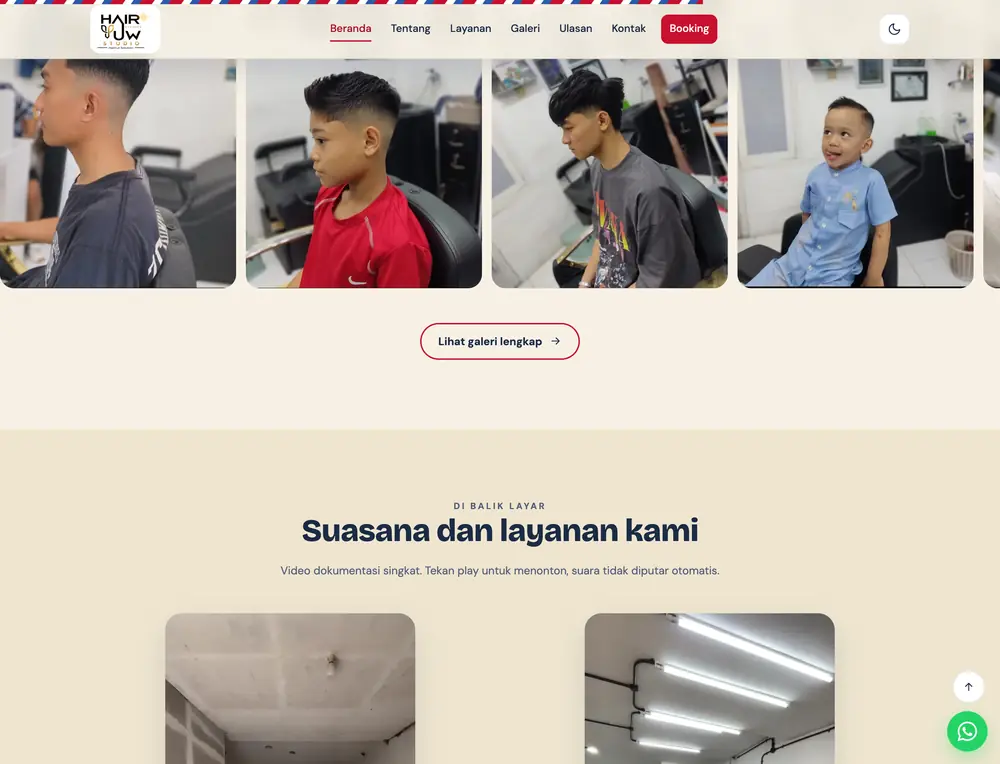 HAIR
UW
STUDIO
Beranda
Tentang
Layanan
Galeri
Ulasan
Kontak
Booking
Lihat galeri lengkap
DI BALIK LAYAR
Suasana dan layanan kami
Video dokumentasi singkat. Tekan play untuk menonton, suara tidak diputar otomatis.